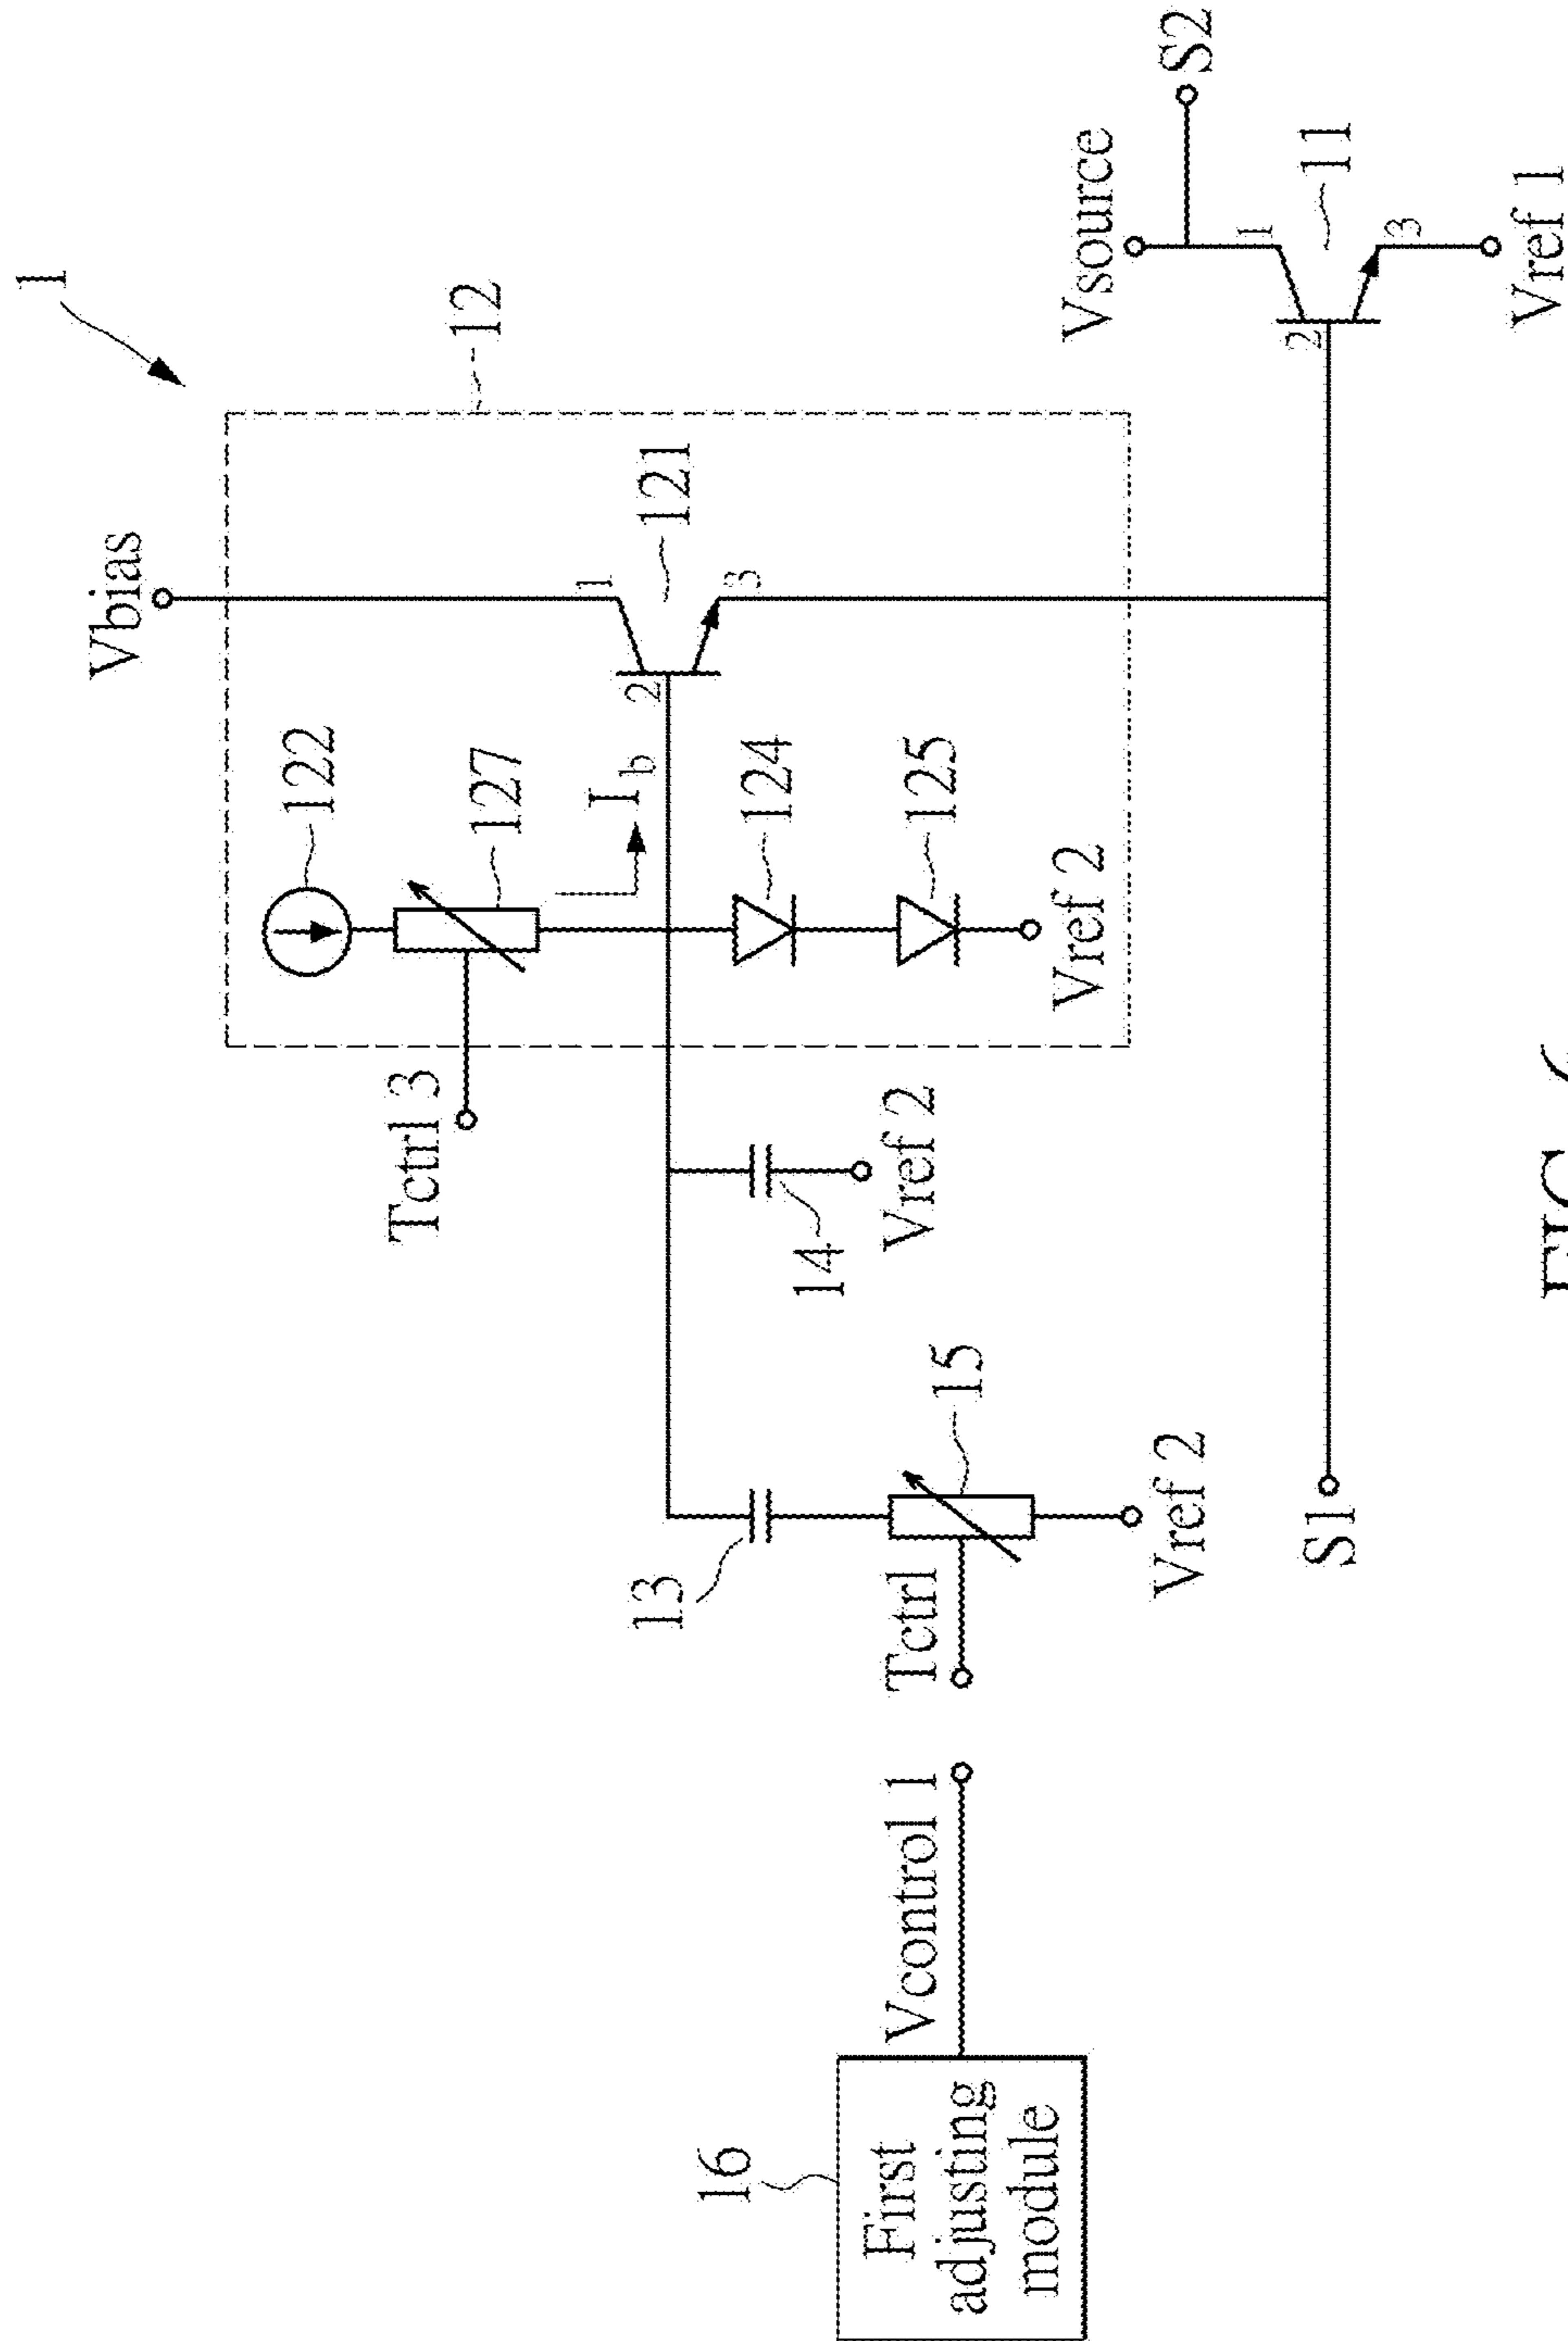 1
Vbias
12
122
127
121
1
2
3
I b
124
125
Vref 2
Tctrl 3
14
Vref 2
13
15
Tctrl
Vref 2
16
First
adjusting
module
Vcontrol 1
S1
Vsource
S2
1
2
3
11
Vref 1